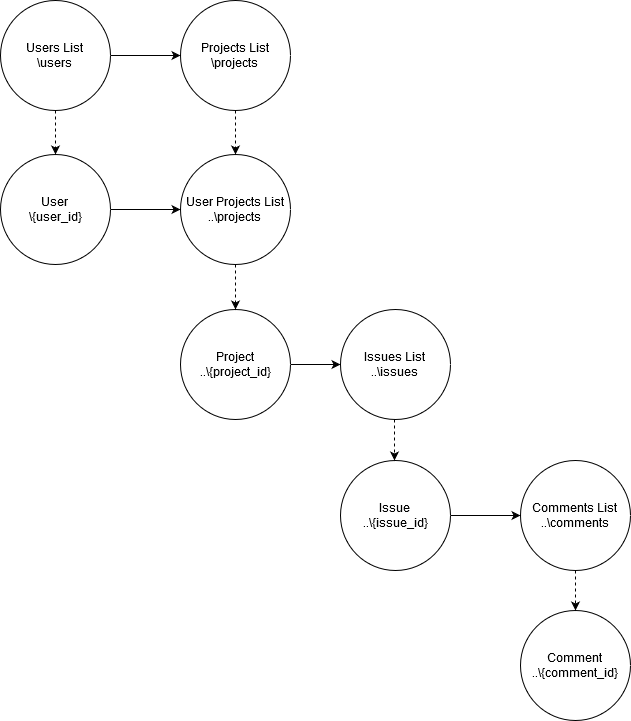 Users List
\users
Projects List
\projects
User
\{user_id}
User Projects List
..\projects
Project
..\{project_id}
Issues List
..\issues
Issue
..\{issue_id}
Comments List
..\comments
Comment
..\{comment_id}